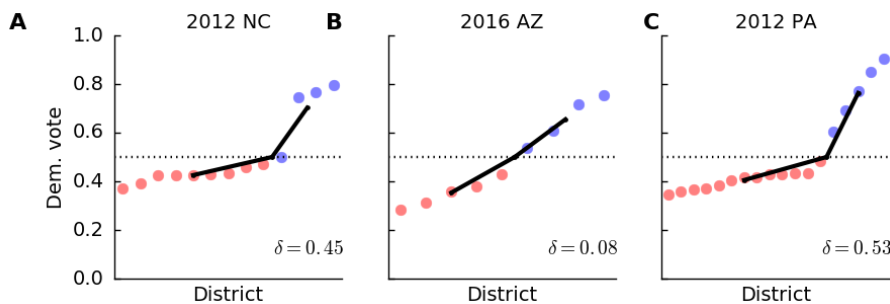 A
2012 NC
B
2016 AZ
C
2012 PA
Dem. vote
1.0
0.8
0.6
0.4
0.2
0.0
δ = 0.45
δ = 0.08
δ = 0.53
District
District
District